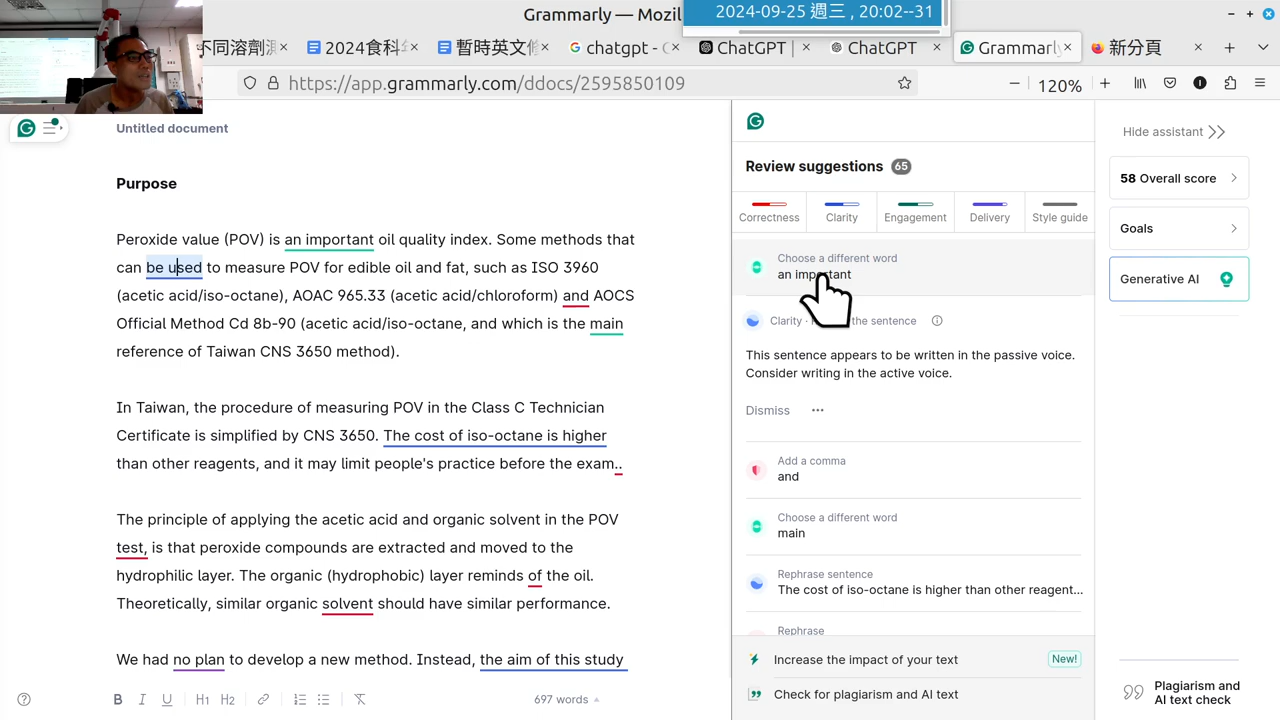 Grammarly — Mozil
2024-09-25 週三 , 20:02--31
不同溶劑測
2024食科
暫時英文修
chatgpt - G
ChatGPT
ChatGPT
Grammarly
新分頁
https://app.grammarly.com/ddocs/2595850109
120%
Untitled document
Purpose
Peroxide value (POV) is an important oil quality index. Some methods that
can be used to measure POV for edible oil and fat, such as ISO 3960
(acetic acid/iso-octane), AOAC 965.33 (acetic acid/chloroform) and AOCS
Official Method Cd 8b-90 (acetic acid/iso-octane, and which is the main
reference of Taiwan CNS 3650 method).
In Taiwan, the procedure of measuring POV in the Class C Technician
Certificate is simplified by CNS 3650. The cost of iso-octane is higher
than other reagents, and it may limit people's practice before the exam..
The principle of applying the acetic acid and organic solvent in the POV
test, is that peroxide compounds are extracted and moved to the
hydrophilic layer. The organic (hydrophobic) layer reminds of the oil.
Theoretically, similar organic solvent should have similar performance.
We had no plan to develop a new method. Instead, the aim of this study
B I U H1 H2
697 words
Review suggestions 65
Correctness Clarity Engagement Delivery Style guide
Choose a different word
an important
Clarity · the sentence
This sentence appears to be written in the passive voice.
Consider writing in the active voice.
Dismiss
Add a comma
and
Choose a different word
main
Rephrase sentence
The cost of iso-octane is higher than other reagent...
Rephrase
Increase the impact of your text New!
Check for plagiarism and AI text
Hide assistant
58 Overall score
Goals
Generative AI
Plagiarism and
AI text check